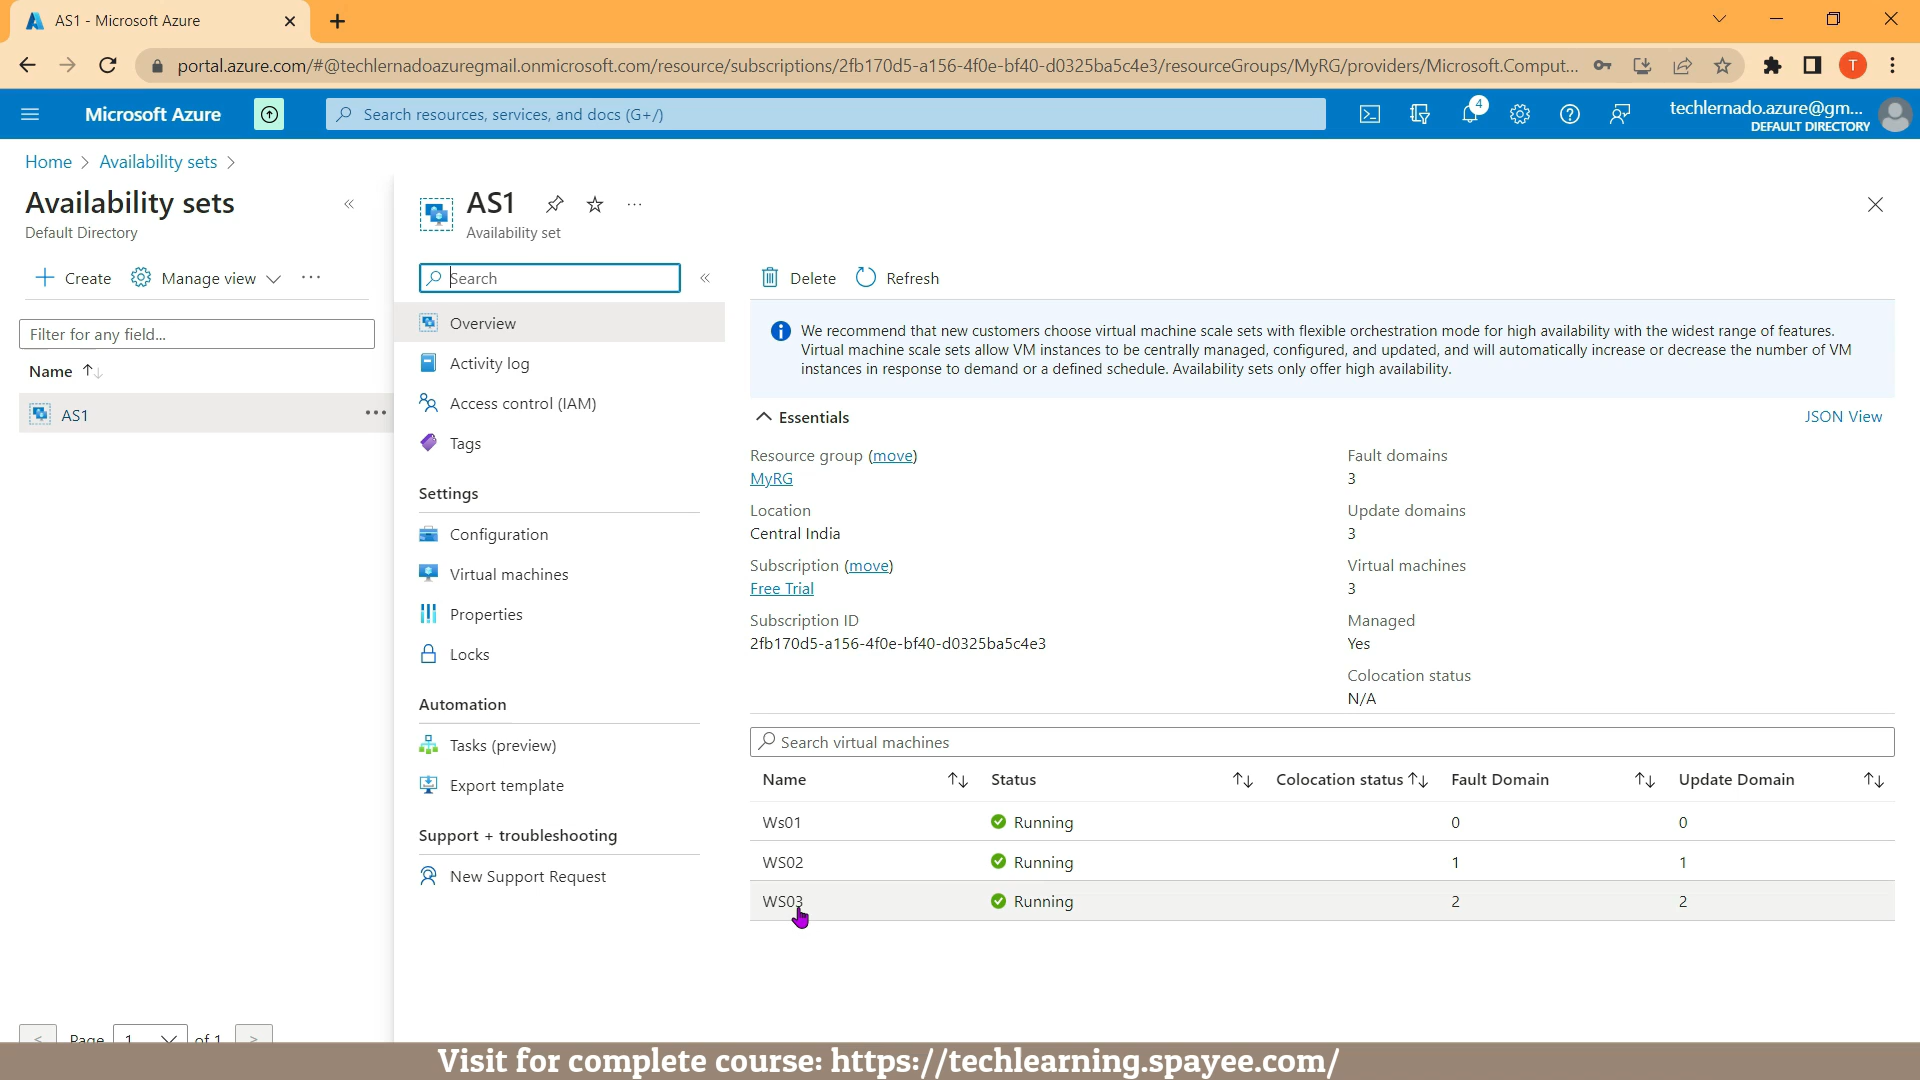 AS1 - Microsoft Azure
portal.azure.com/#@techlernadoazuregmail.onmicrosoft.com/resource/subscriptions/2fb170d5-a156-4f0e-bf40-d0325ba5c4e3/resourceGroups/MyRG/providers/Microsoft.Comput...
T
Microsoft Azure
Search resources, services, and docs (G+/)
4
techlernado.azure@gm...
DEFAULT DIRECTORY
Home > Availability sets >
Availability sets
Default Directory
Create
Manage view
Filter for any field...
Name
AS1
Page 1 of 1
AS1
Availability set
Search
Overview
Activity log
Access control (IAM)
Tags
Settings
Configuration
Virtual machines
Properties
Locks
Automation
Tasks (preview)
Export template
Support + troubleshooting
New Support Request
Delete
Refresh
We recommend that new customers choose virtual machine scale sets with flexible orchestration mode for high availability with the widest range of features.
Virtual machine scale sets allow VM instances to be centrally managed, configured, and updated, and will automatically increase or decrease the number of VM
instances in response to demand or a defined schedule. Availability sets only offer high availability.
Essentials
JSON View
Resource group (move)
MyRG
Location
Central India
Subscription (move)
Free Trial
Subscription ID
2fb170d5-a156-4f0e-bf40-d0325ba5c4e3
Fault domains
3
Update domains
3
Virtual machines
3
Managed
Yes
Colocation status
N/A
Search virtual machines
Name Status Colocation status Fault Domain Update Domain
Ws01 Running 0 0
WS02 Running 1 1
WS03 Running 2 2
Visit for complete course: https://techlearning.spayee.com/